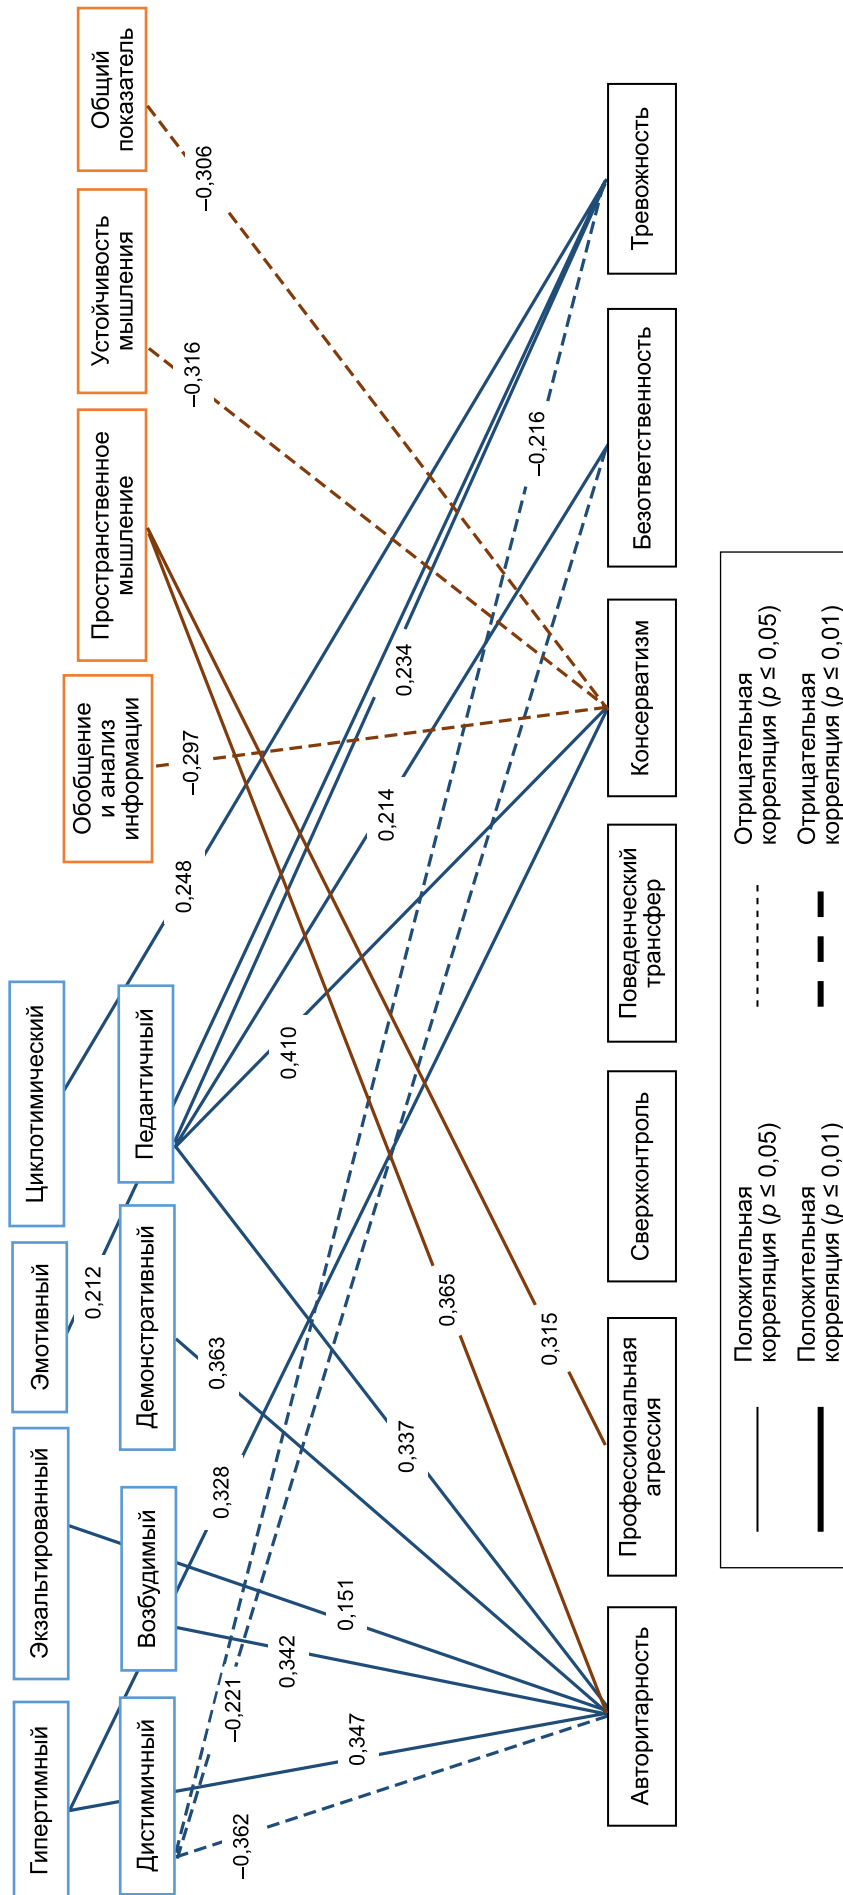 Гипертимный
Экзальтированный
Эмотивный
Циклотимический
Дистимичный
Возбудимый
Демонстративный
Педантичный
Обобщение
и анализ
информации
Пространственное
мышление
Устойчивость
мышления
Общий
показатель
–0,362
–0,221
0,347
0,342
0,328
0,151
0,363
0,212
0,337
0,410
0,248
0,214
0,234
–0,216
–0,297
–0,316
–0,306
0,365
0,315
Авторитарность
Профессиональная
агрессия
Сверхконтроль
Поведенческий
трансфер
Консерватизм
Безответственность
Тревожность
Положительная
корреляция (p ≤ 0,05)
Отрицательная
корреляция (p ≤ 0,05)
Положительная
корреляция (p ≤ 0,01)
Отрицательная
корреляция (p ≤ 0,01)